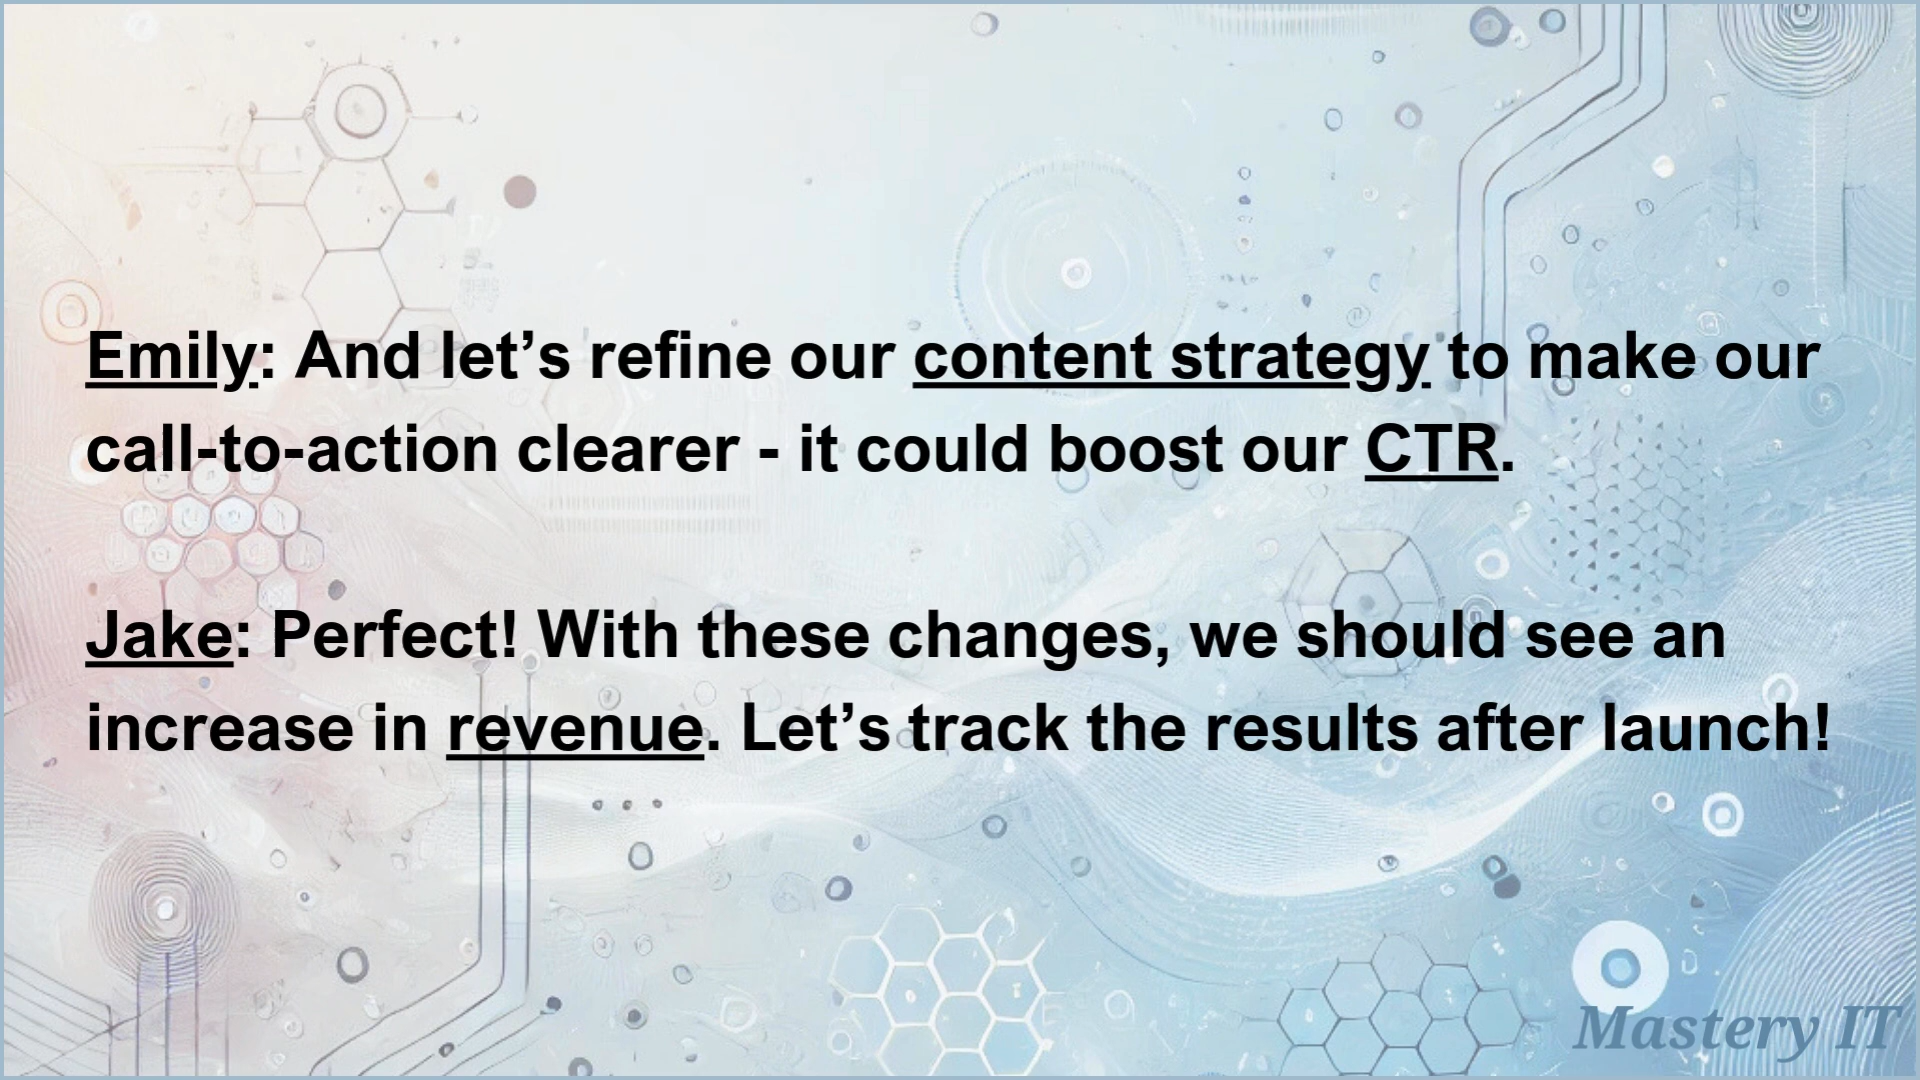 Emily: And let’s refine our content strategy to make our
call-to-action clearer - it could boost our CTR.
Jake: Perfect! With these changes, we should see an
increase in revenue. Let’s track the results after launch!
Mastery IT